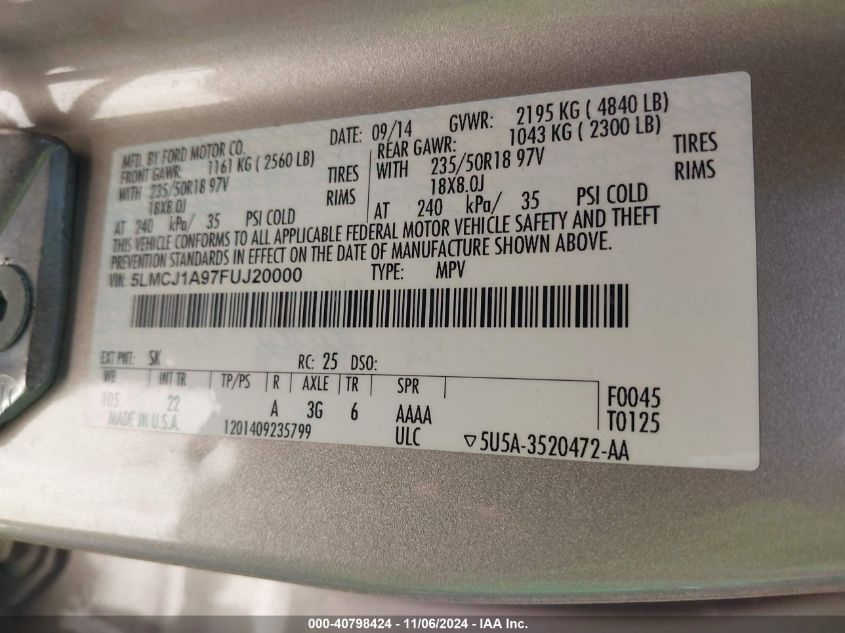 MFD. BY FORD MOTOR CO.
DATE: 09/14 GVWR: 2195 KG ( 4840 LB)
FRONT GAWR: 1161 KG ( 2560 LB)
WITH 235/50R18 97V TIRES
18X8.0J RIMS
AT 240 kPa/ 35 PSI COLD
REAR GAWR: 1043 KG ( 2300 LB)
WITH 235/50R18 97V TIRES
18X8.0J RIMS
AT 240 kPa/ 35 PSI COLD
THIS VEHICLE CONFORMS TO ALL APPLICABLE FEDERAL MOTOR VEHICLE SAFETY AND THEFT
PREVENTION STANDARDS IN EFFECT ON THE DATE OF MANUFACTURE SHOWN ABOVE.
VIN: 5LMCJ1A97FUJ20000 TYPE: MPV
EXT PNT: SK RC: 25 DSO:
WB INT TR TP/PS R AXLE TR SPR
105 22 A 3G 6 AAAA
F0045
T0125
MADE IN U.S.A. 1201409235799 ULC ▽5U5A-3520472-AA
000-40798424 - 11/06/2024 - IAA Inc.